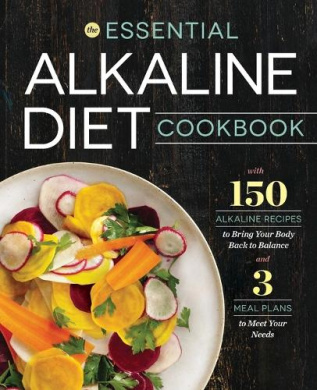 the ESSENTIAL
ALKALINE
DIET COOKBOOK
with
150
ALKALINE RECIPES
to Bring Your Body
Back to Balance
and
3
MEAL PLANS
to Meet Your
Needs